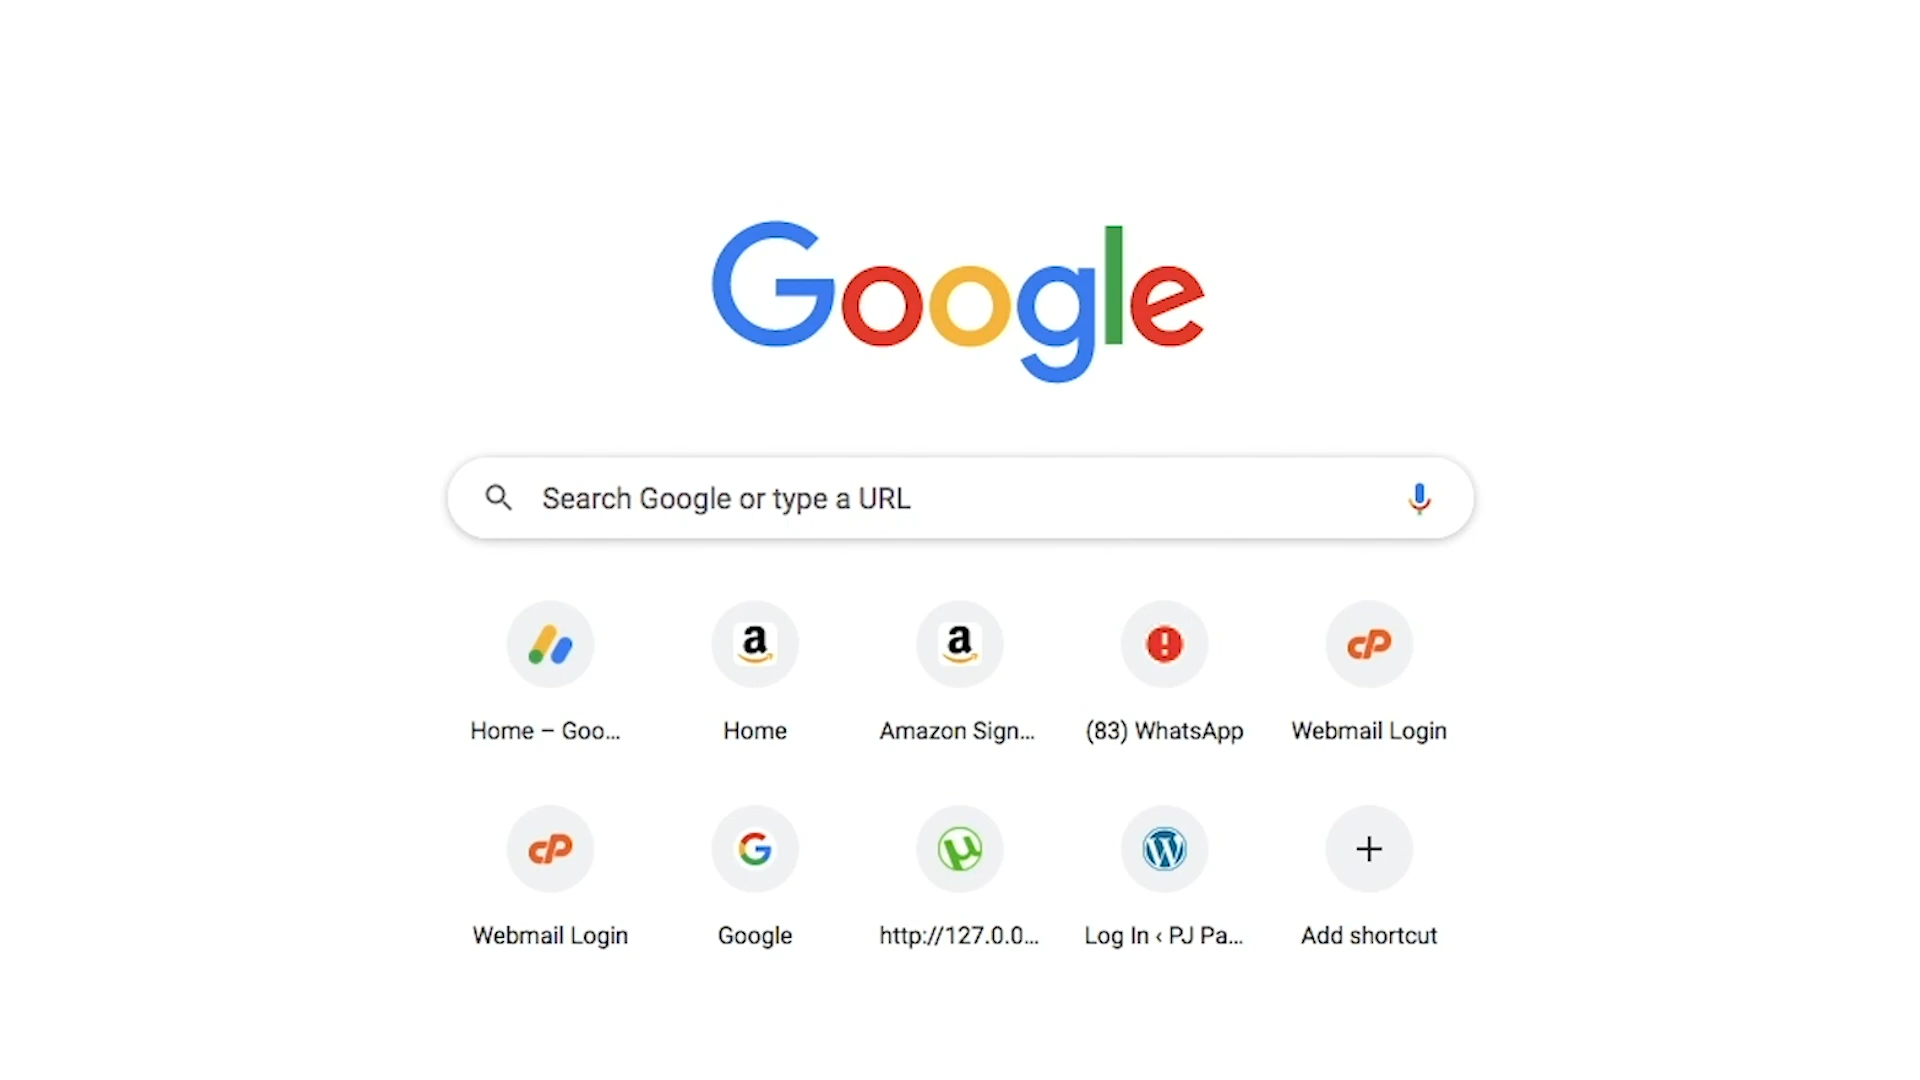 Google
Search Google or type a URL
Home – Goo...
Home
Amazon Sign...
(83) WhatsApp
Webmail Login
Webmail Login
Google
http://127.0.0...
Log In ‹ PJ Pa...
Add shortcut